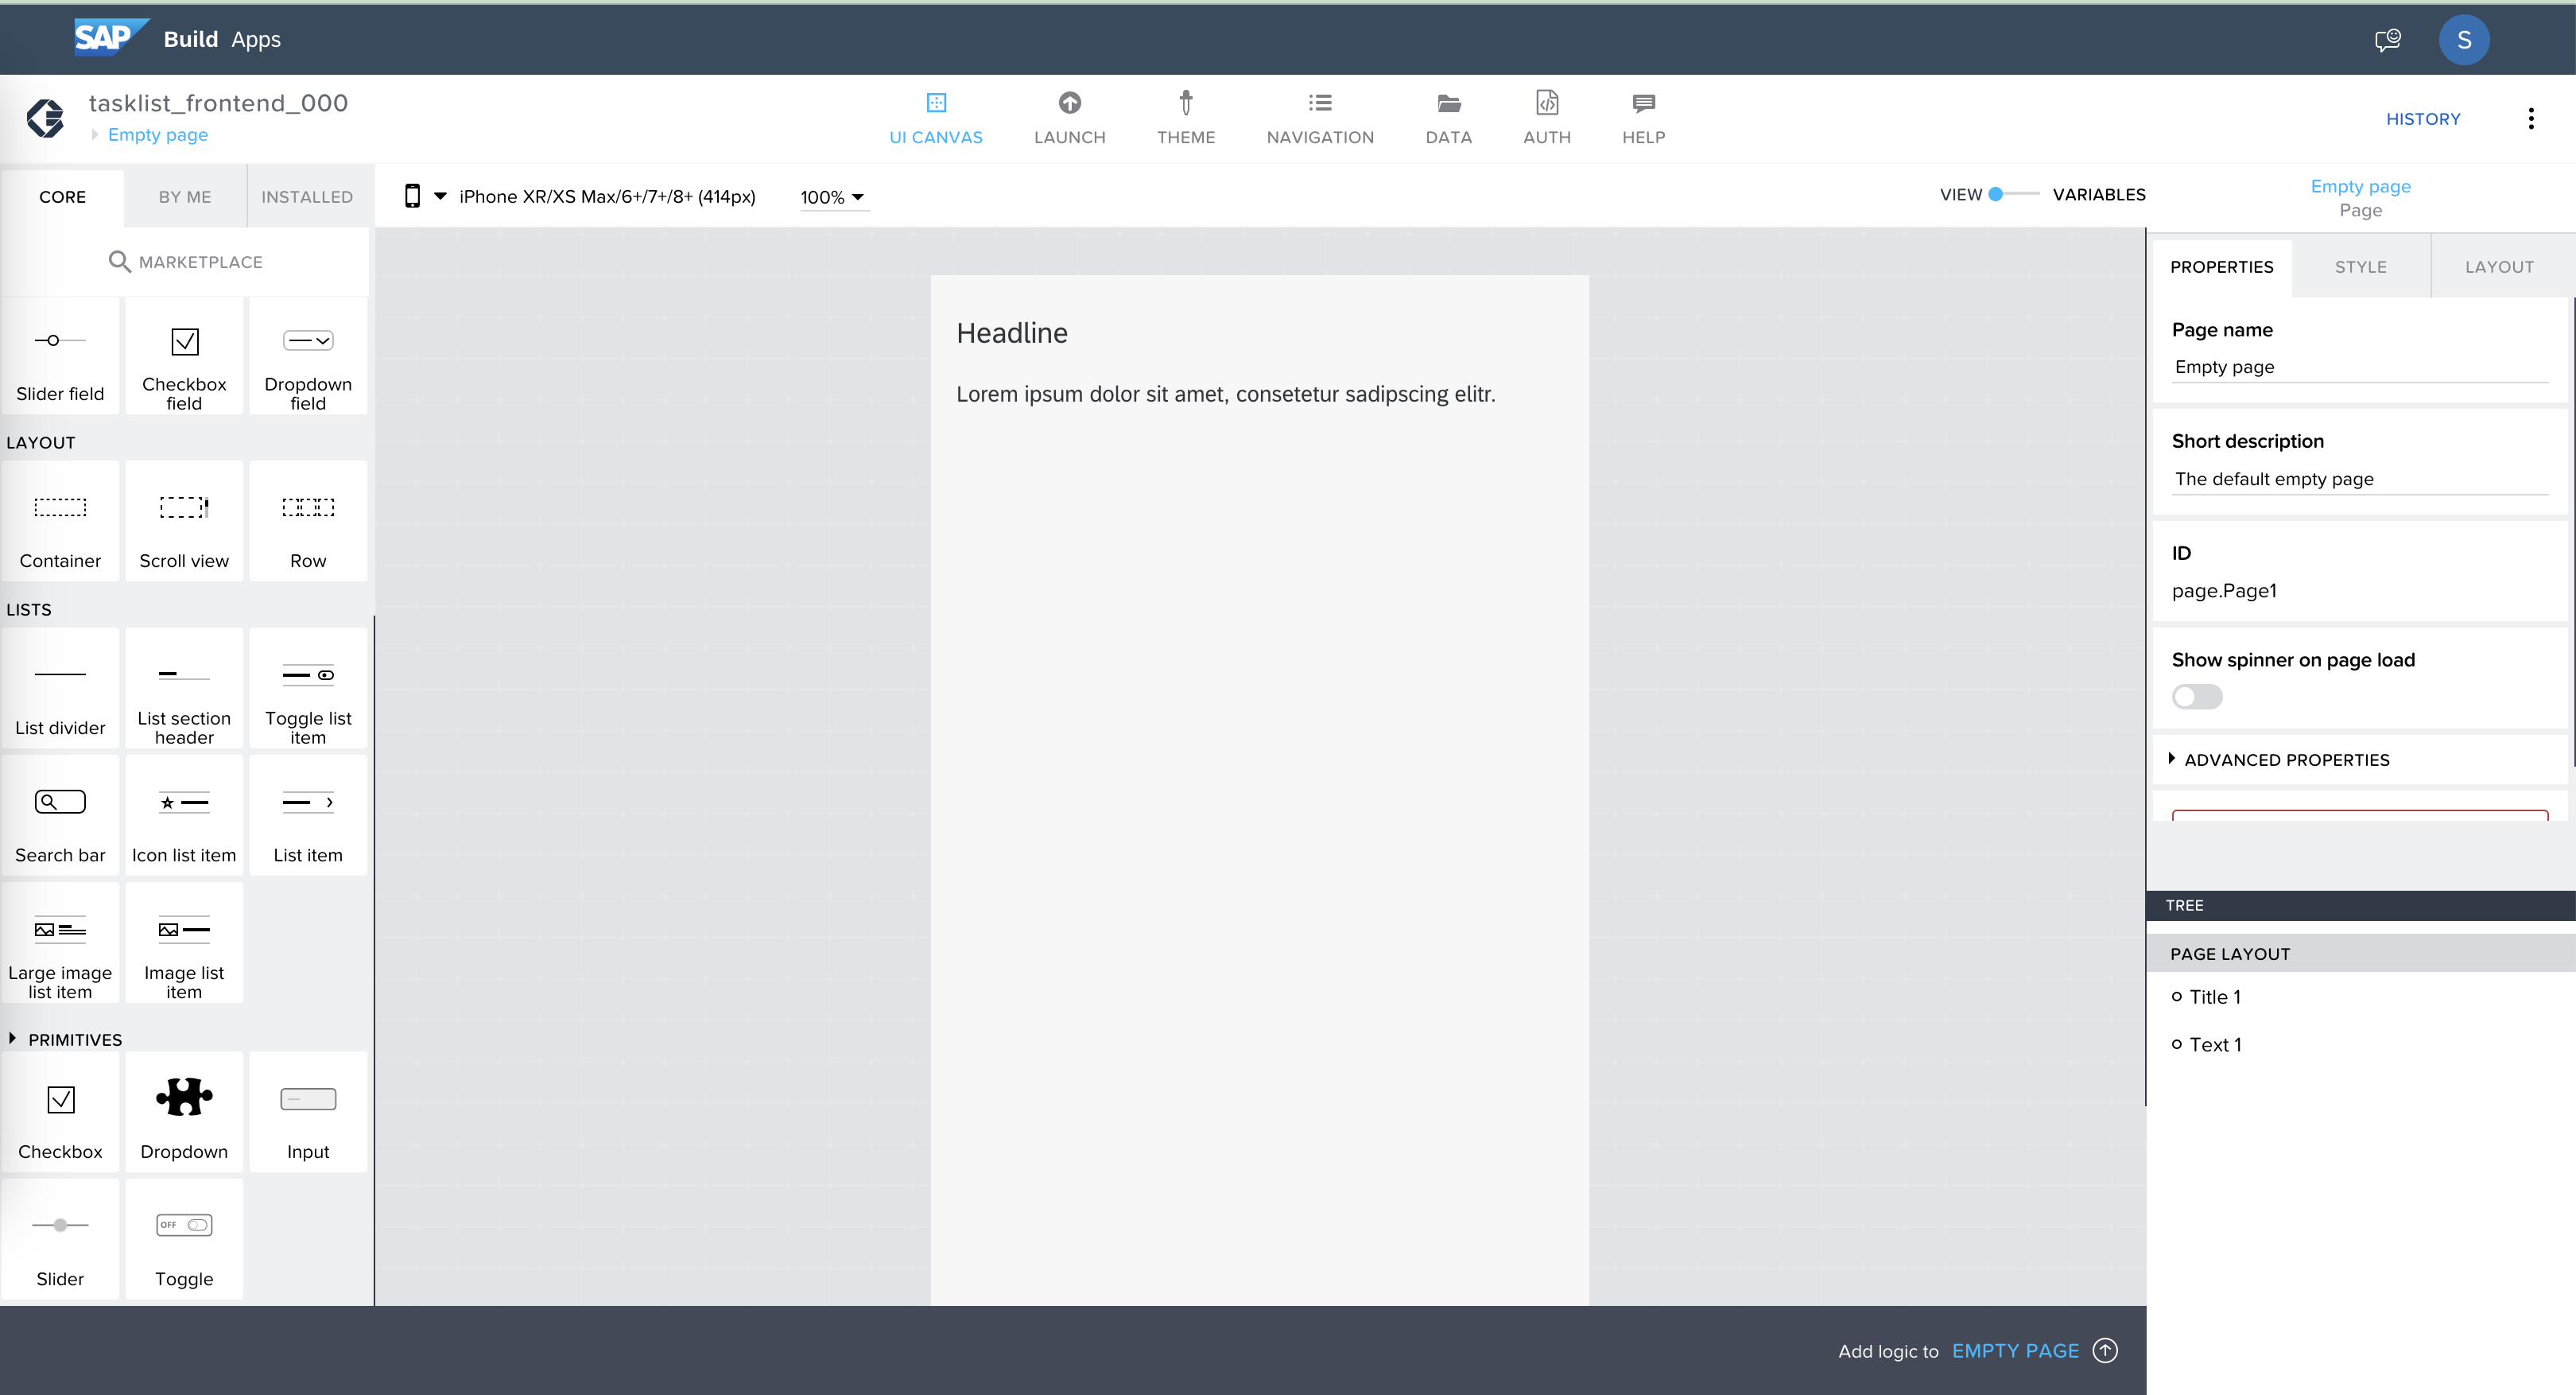 SAP Build Apps
S
tasklist_frontend_000
Empty page
UI CANVAS
LAUNCH
THEME
NAVIGATION
DATA
AUTH
HELP
HISTORY
CORE
BY ME
INSTALLED
MARKETPLACE
Slider field
Checkbox
field
Dropdown
field
LAYOUT
Container
Scroll view
Row
LISTS
List divider
List section
header
Toggle list
item
Search bar
Icon list item
List item
Large image
list item
Image list
item
PRIMITIVES
Checkbox
Dropdown
Input
OFF
Slider
Toggle
iPhone XR/XS Max/6+/7+/8+ (414px)
100%
VIEW
VARIABLES
Headline
Lorem ipsum dolor sit amet, consetetur sadipscing elitr.
Add logic to EMPTY PAGE
Empty page
Page
PROPERTIES
STYLE
LAYOUT
Page name
Empty page
Short description
The default empty page
ID
page.Page1
Show spinner on page load
ADVANCED PROPERTIES
TREE
PAGE LAYOUT
Title 1
Text 1